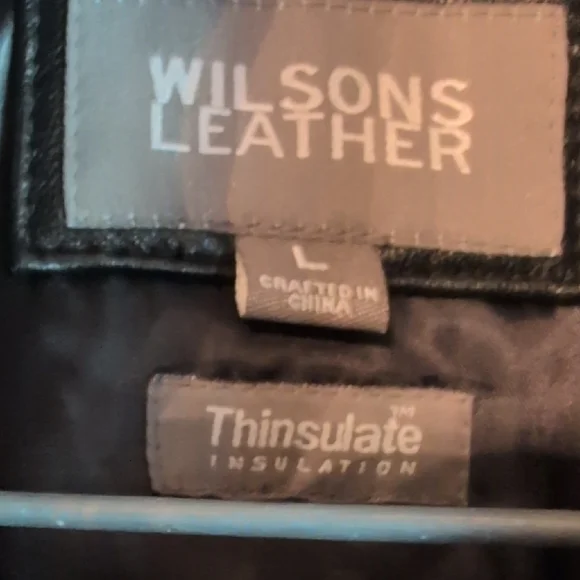 WILSONS
LEATHER
L
CRAFTED IN
CHINA
Thinsulate™
INSULATION